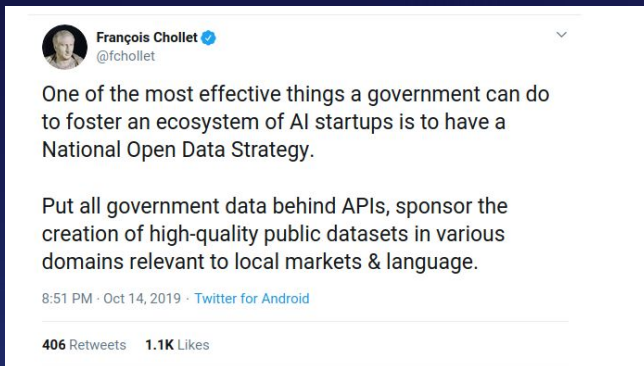 François Chollet
@fchollet
One of the most effective things a government can do
to foster an ecosystem of AI startups is to have a
National Open Data Strategy.
Put all government data behind APIs, sponsor the
creation of high-quality public datasets in various
domains relevant to local markets & language.
8:51 PM · Oct 14, 2019 · Twitter for Android
406 Retweets 1.1K Likes